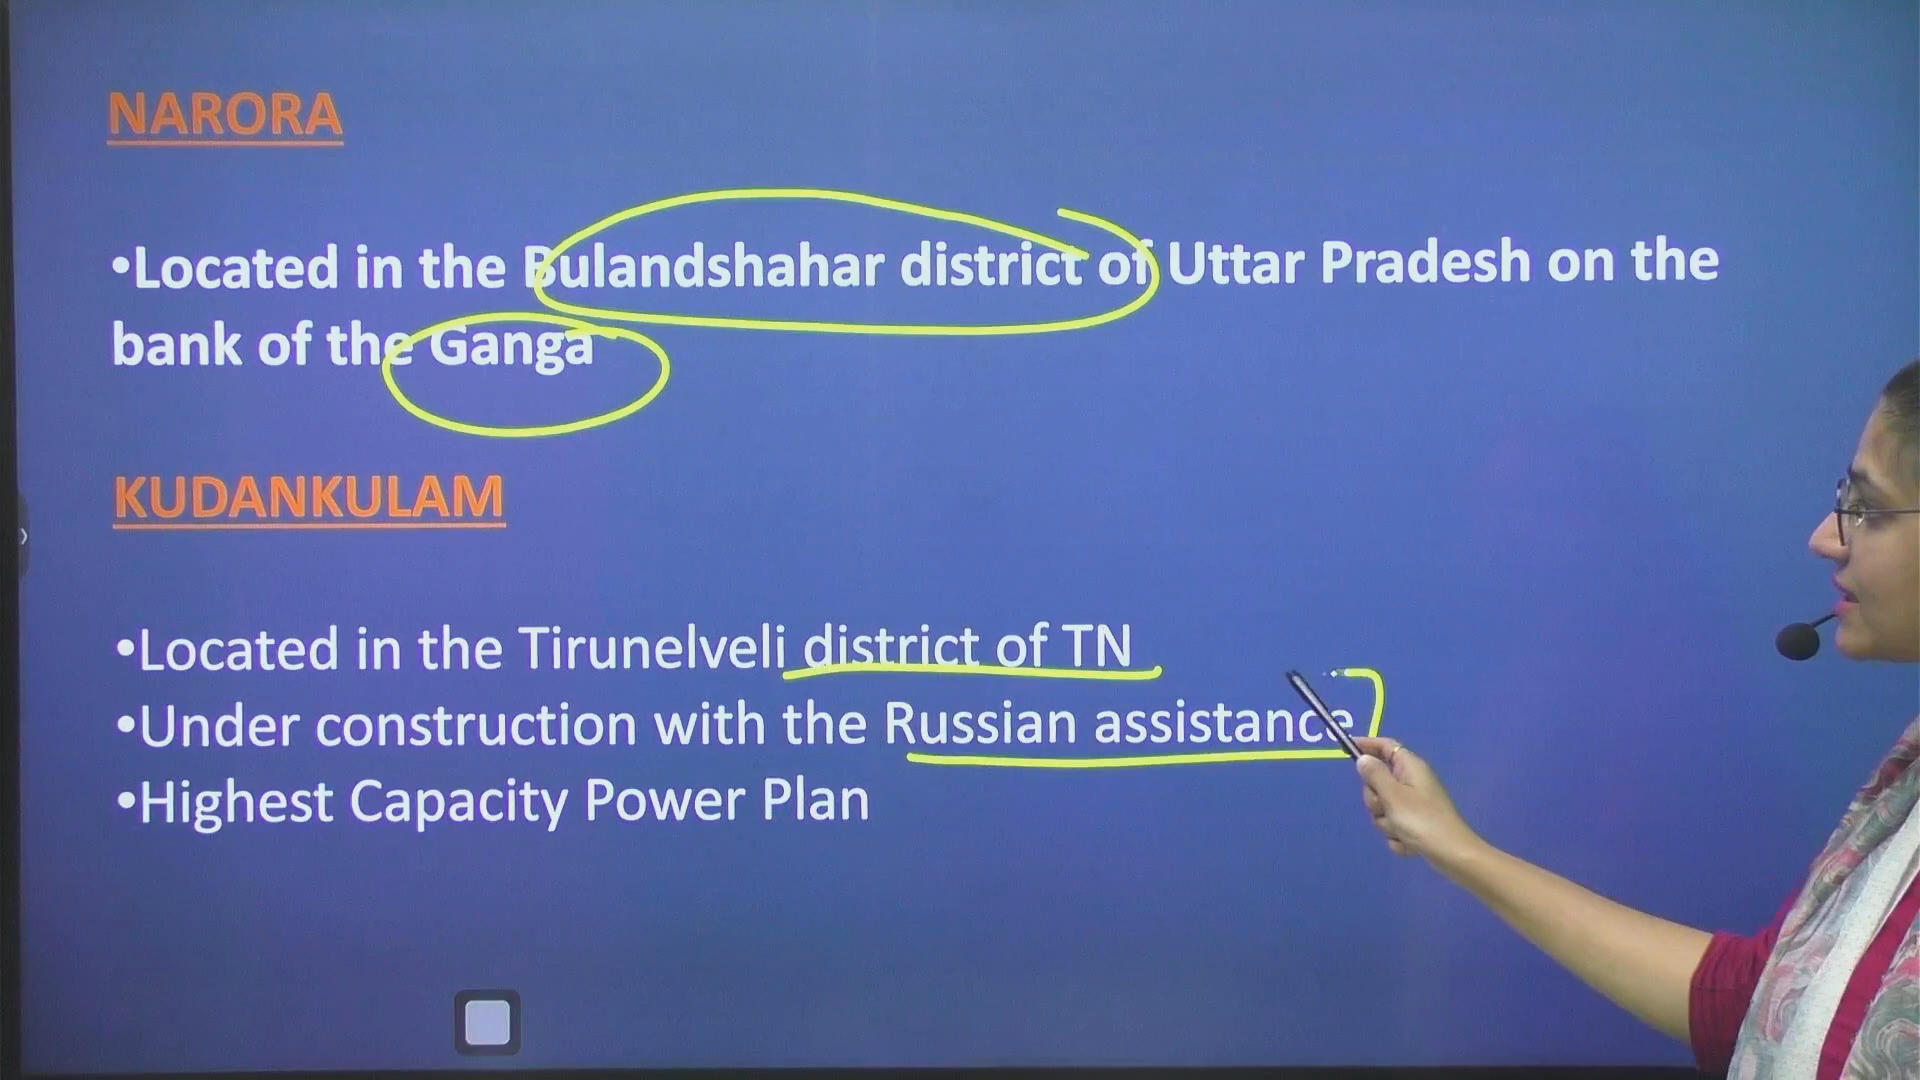 NARORA
•Located in the Bulandshahar district of Uttar Pradesh on the
bank of the Ganga
KUDANKULAM
•Located in the Tirunelveli district of TN
•Under construction with the Russian assistance
•Highest Capacity Power Plan